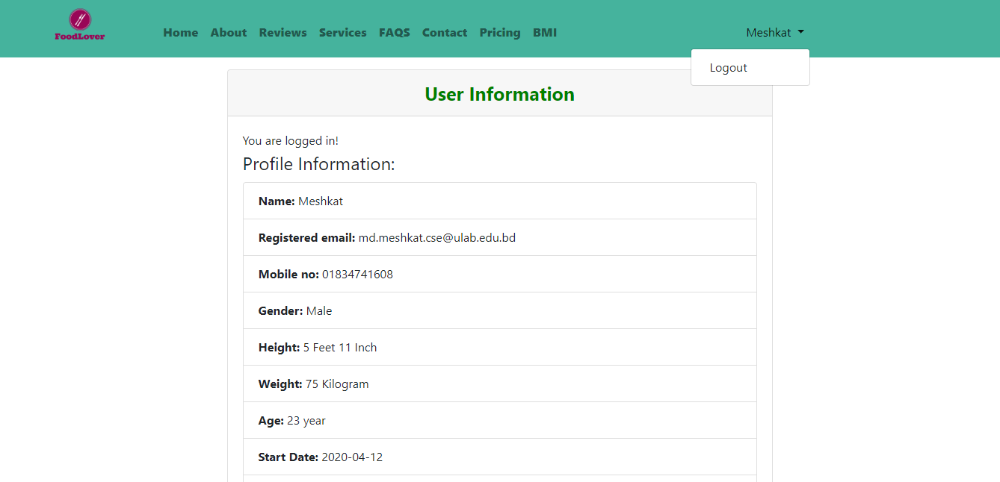 FoodLover
Home About Reviews Services FAQS Contact Pricing BMI
Meshkat
Logout
User Information
You are logged in!
Profile Information:
Name: Meshkat
Registered email: md.meshkat.cse@ulab.edu.bd
Mobile no: 01834741608
Gender: Male
Height: 5 Feet 11 Inch
Weight: 75 Kilogram
Age: 23 year
Start Date: 2020-04-12